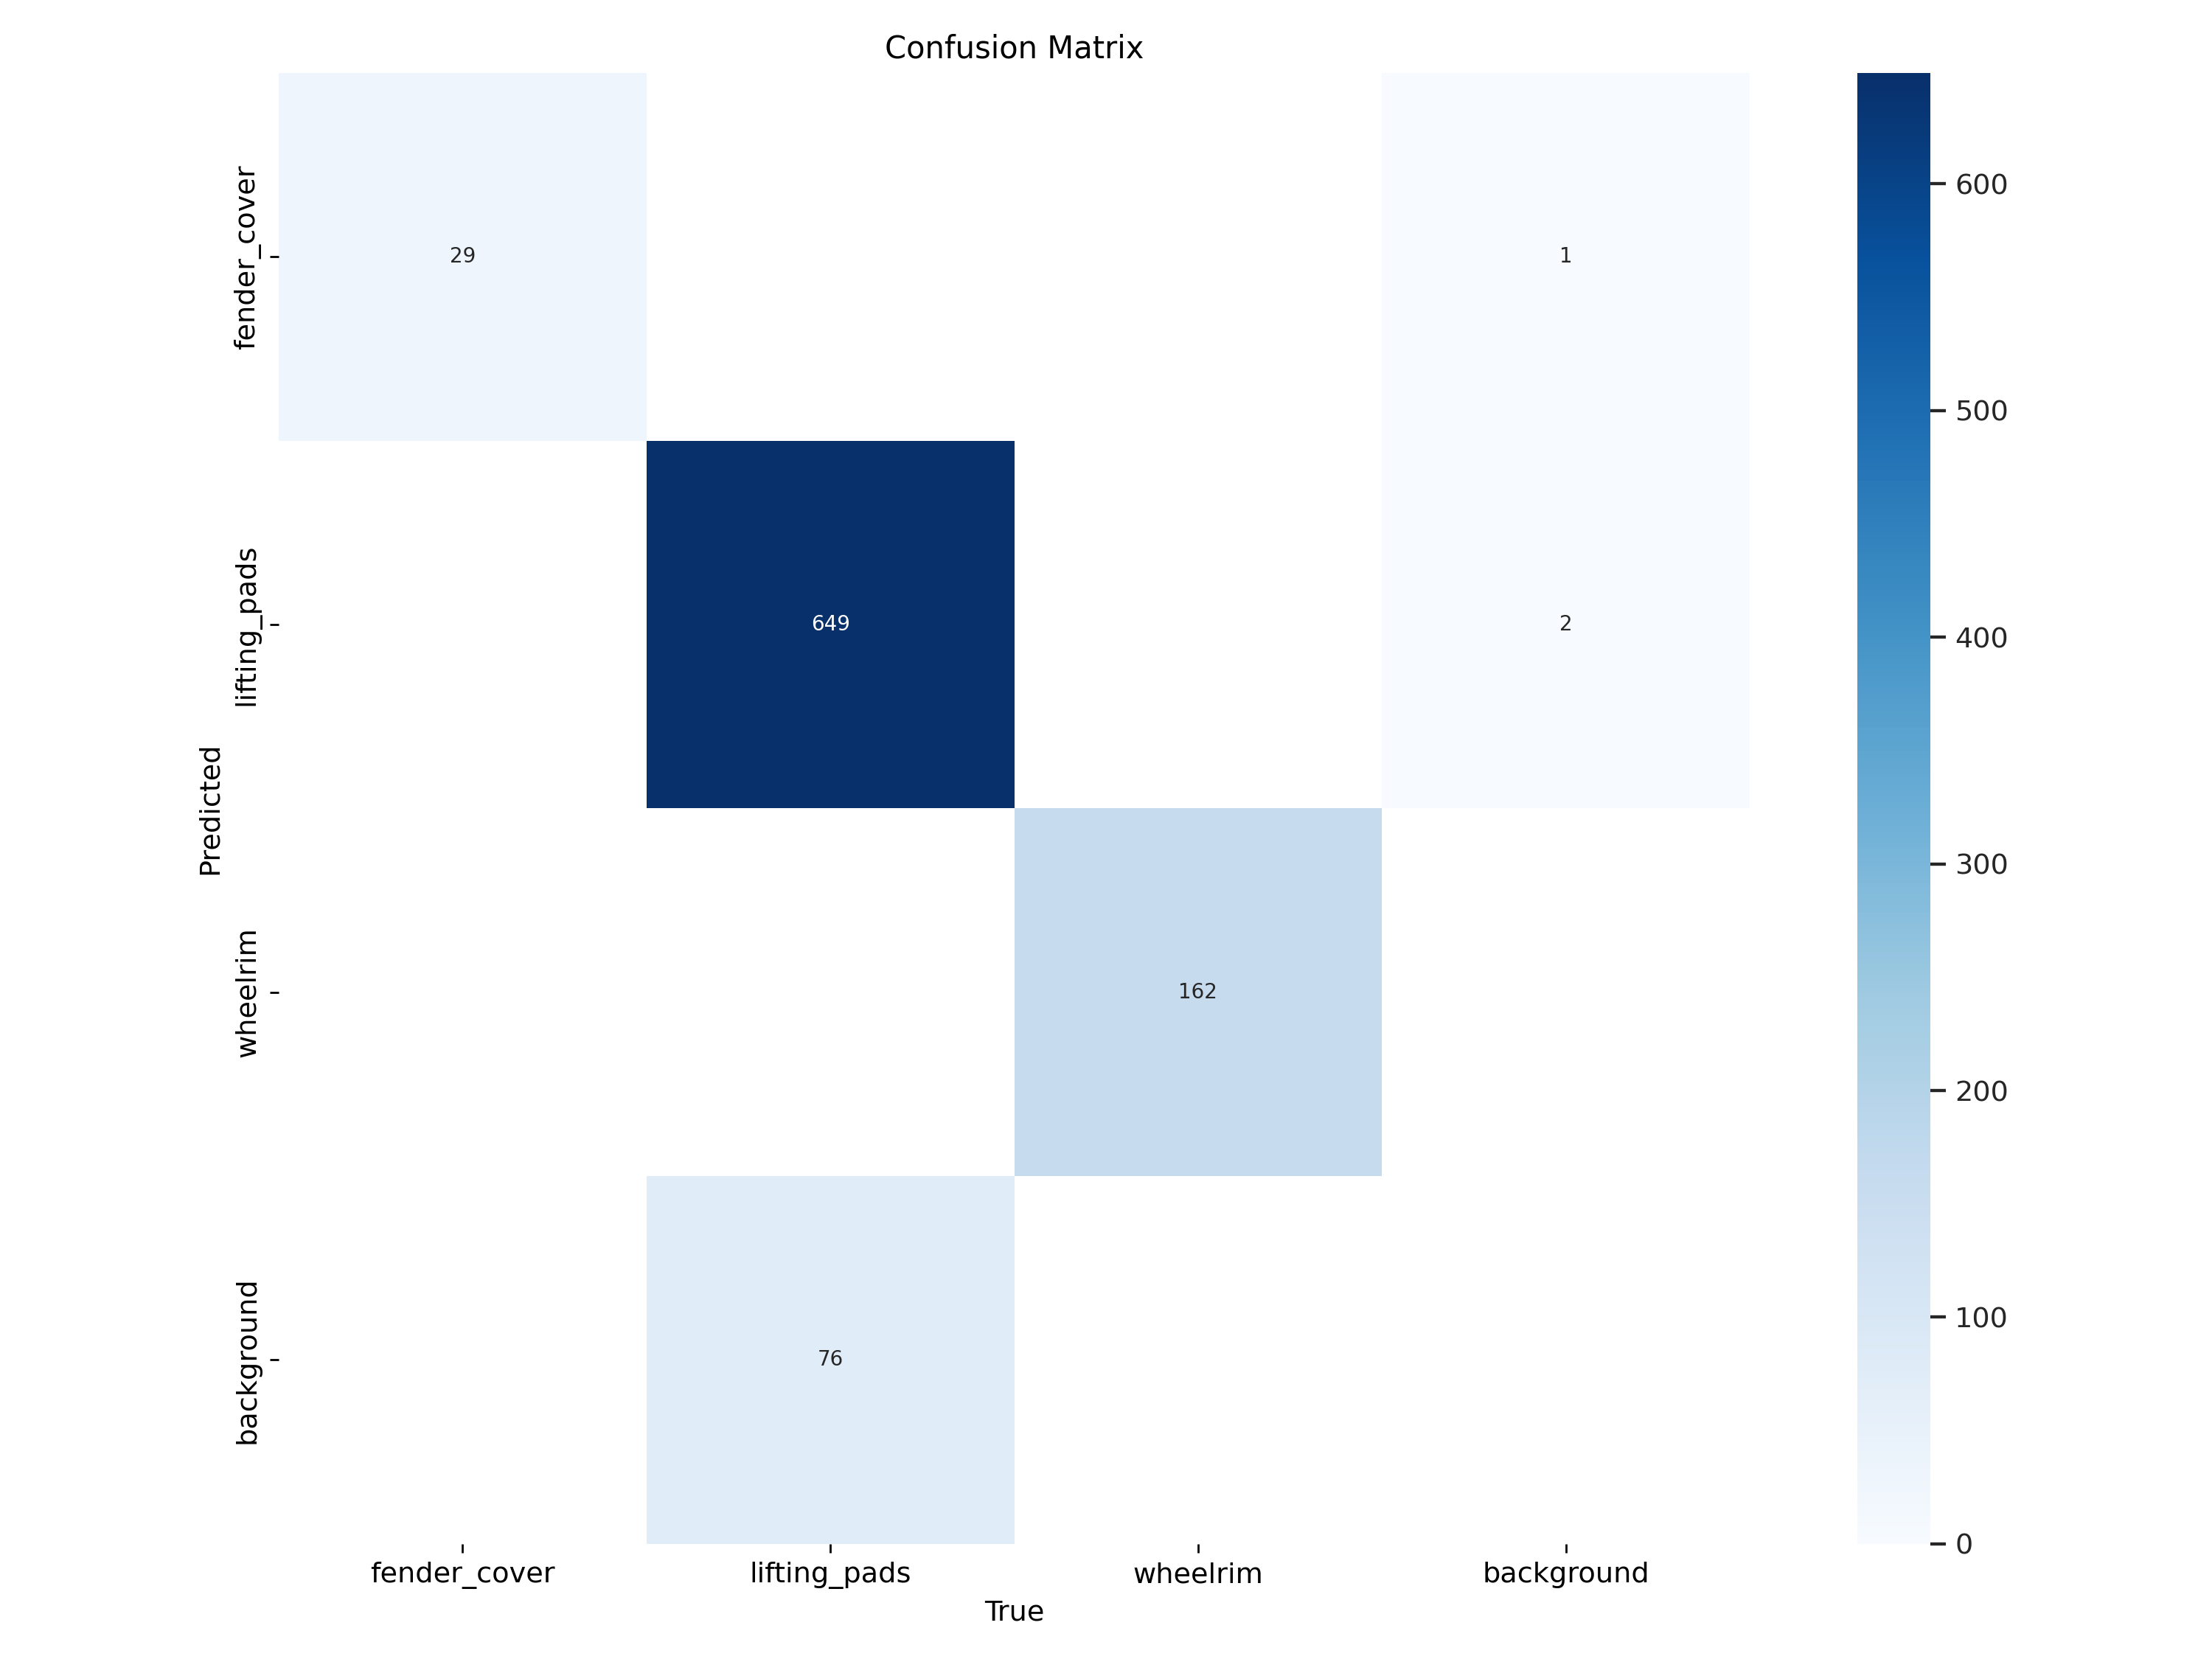 Confusion Matrix
fender_cover
29
1
lifting_pads
649
2
Predicted
wheelrim
162
background
76
fender_cover
lifting_pads
wheelrim
background
True
600
500
400
300
200
100
0